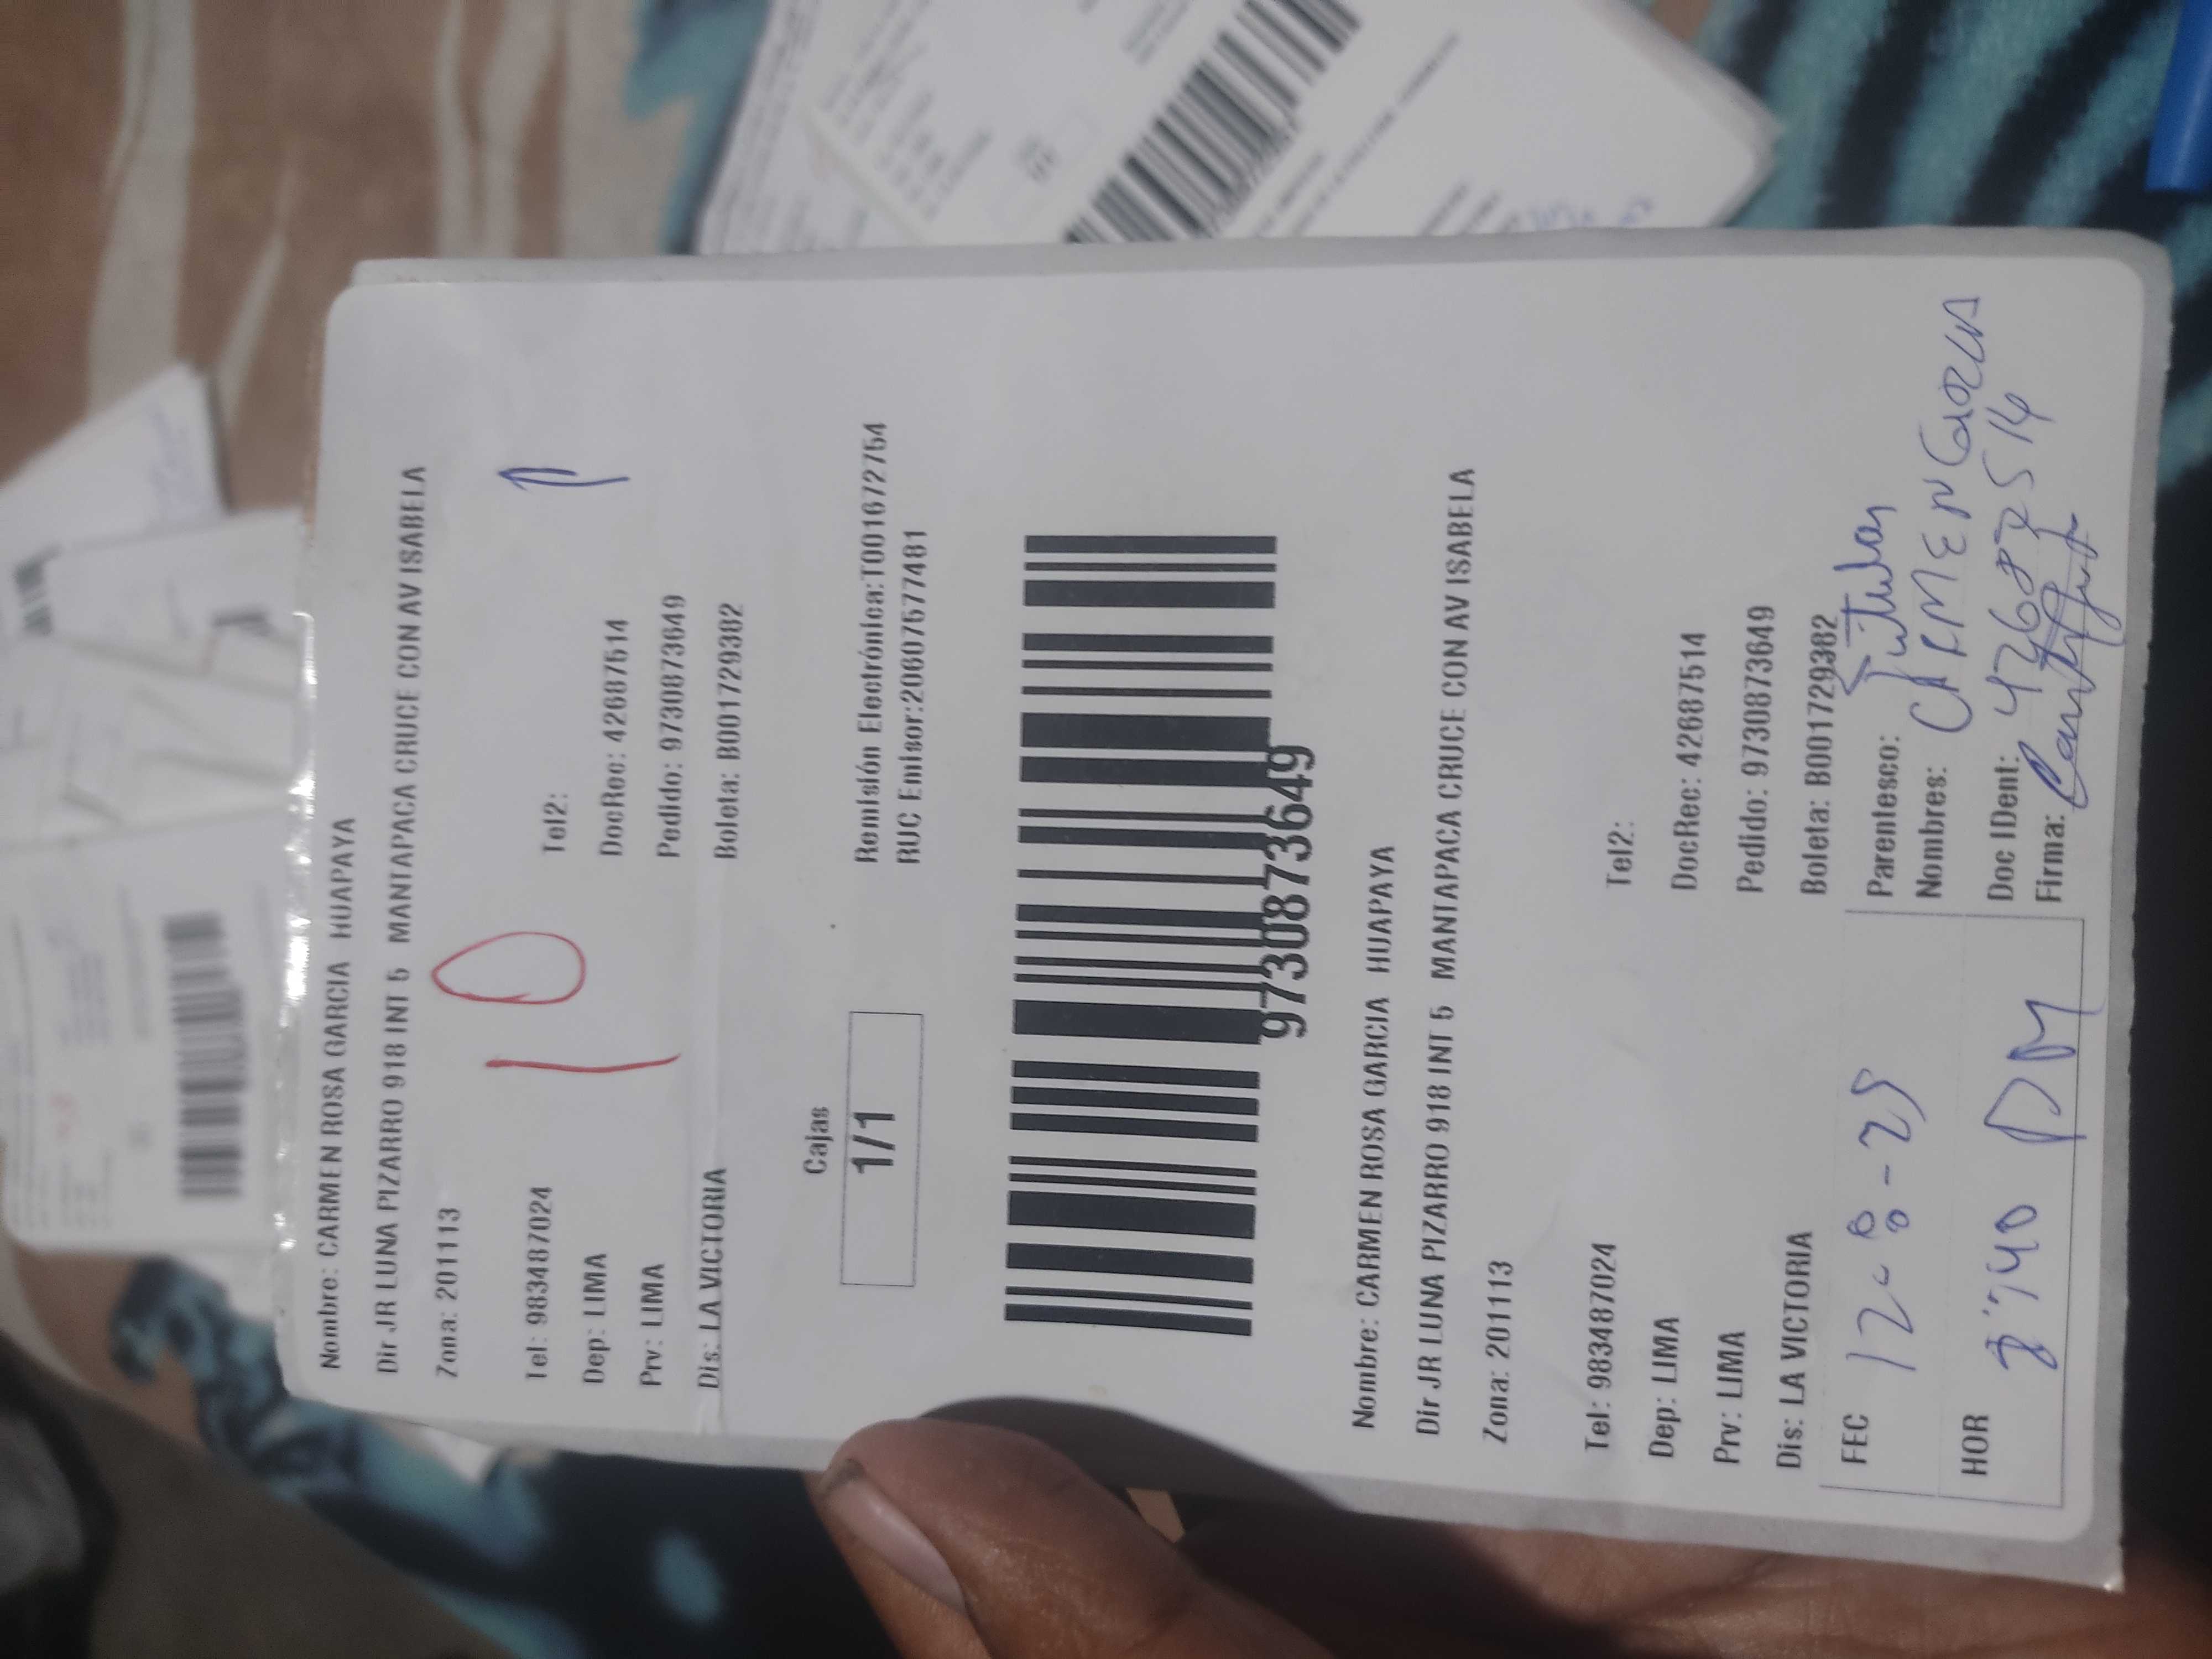 Nombre: CARMEN ROSA GARCIA HUAPAYA
Dir JR LUNA PIZARRO 918 INT 5 MANTAPACA CRUCE CON AV ISABELA
Zona: 201113
10
Tel: 983487024 Tel2:
Dep: LIMA DocRec: 42687514
Prv: LIMA Pedido: 9730873649
Dis: LA VICTORIA Boleta: B001729382
Cajas
1/1
Remisión Electrónica:T001672754
RUC Emisor:20607577481
9730873649
Nombre: CARMEN ROSA GARCIA HUAPAYA
Dir JR LUNA PIZARRO 918 INT 5 MANTAPACA CRUCE CON AV ISABELA
Zona: 201113
Tel: 983487024 Tel2:
Dep: LIMA DocRec: 42687514
Prv: LIMA Pedido: 9730873649
Dis: LA VICTORIA Boleta: B001729382
FEC 12-8-25
Parentesco: Titular
Nombres: CARMEN GARCIA
HOR 3:40 PM
Doc IDent: 42687514
Firma: